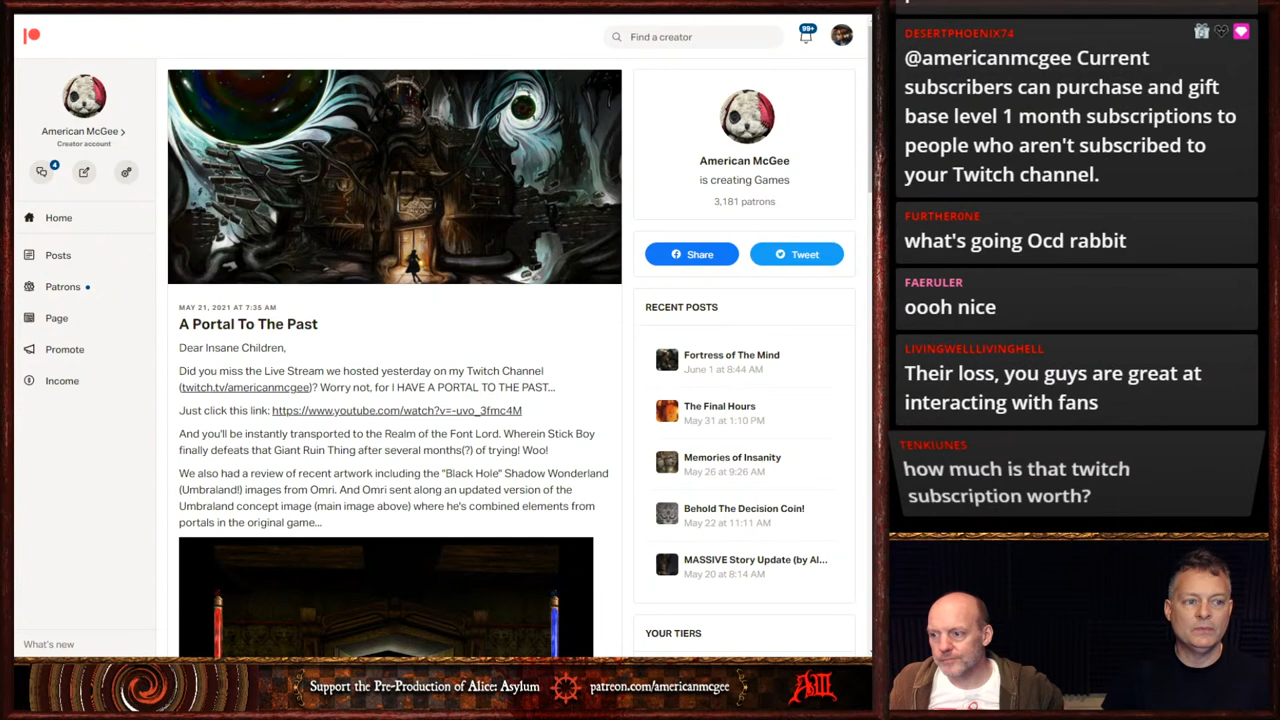 Find a creator
99+
American McGee
Creator account
4
Home
Posts
Patrons
Page
Promote
Income
What's new
MAY 21, 2021 AT 7:35 AM
A Portal To The Past
Dear Insane Children,
Did you miss the Live Stream we hosted yesterday on my Twitch Channel
(twitch.tv/americanmcgee)? Worry not, for I HAVE A PORTAL TO THE PAST...
Just click this link: https://www.youtube.com/watch?v=-uvo_3fmc4M
And you'll be instantly transported to the Realm of the Font Lord. Wherein Stick Boy
finally defeats that Giant Ruin Thing after several months(?) of trying! Woo!
We also had a review of recent artwork including the "Black Hole" Shadow Wonderland
(Umbraland!) images from Omri. And Omri sent along an updated version of the
Umbraland concept image (main image above) where he's combined elements from
portals in the original game...
American McGee
is creating Games
3,181 patrons
Share
Tweet
RECENT POSTS
Fortress of The Mind
June 1 at 8:44 AM
The Final Hours
May 31 at 1:10 PM
Memories of Insanity
May 26 at 9:26 AM
Behold The Decision Coin!
May 22 at 11:11 AM
MASSIVE Story Update (by Al...
May 20 at 8:14 AM
YOUR TIERS
DESERTPHOENIX74
@americanmcgee Current
subscribers can purchase and gift
base level 1 month subscriptions to
people who aren't subscribed to
your Twitch channel.
FURTHER0NE
what's going Ocd rabbit
FAERULER
oooh nice
LIVINGWELLLIVINGHELL
Their loss, you guys are great at
interacting with fans
TENKIUNES
how much is that twitch
subscription worth?
Support the Pre-Production of Alice: Asylum
patreon.com/americanmcgee